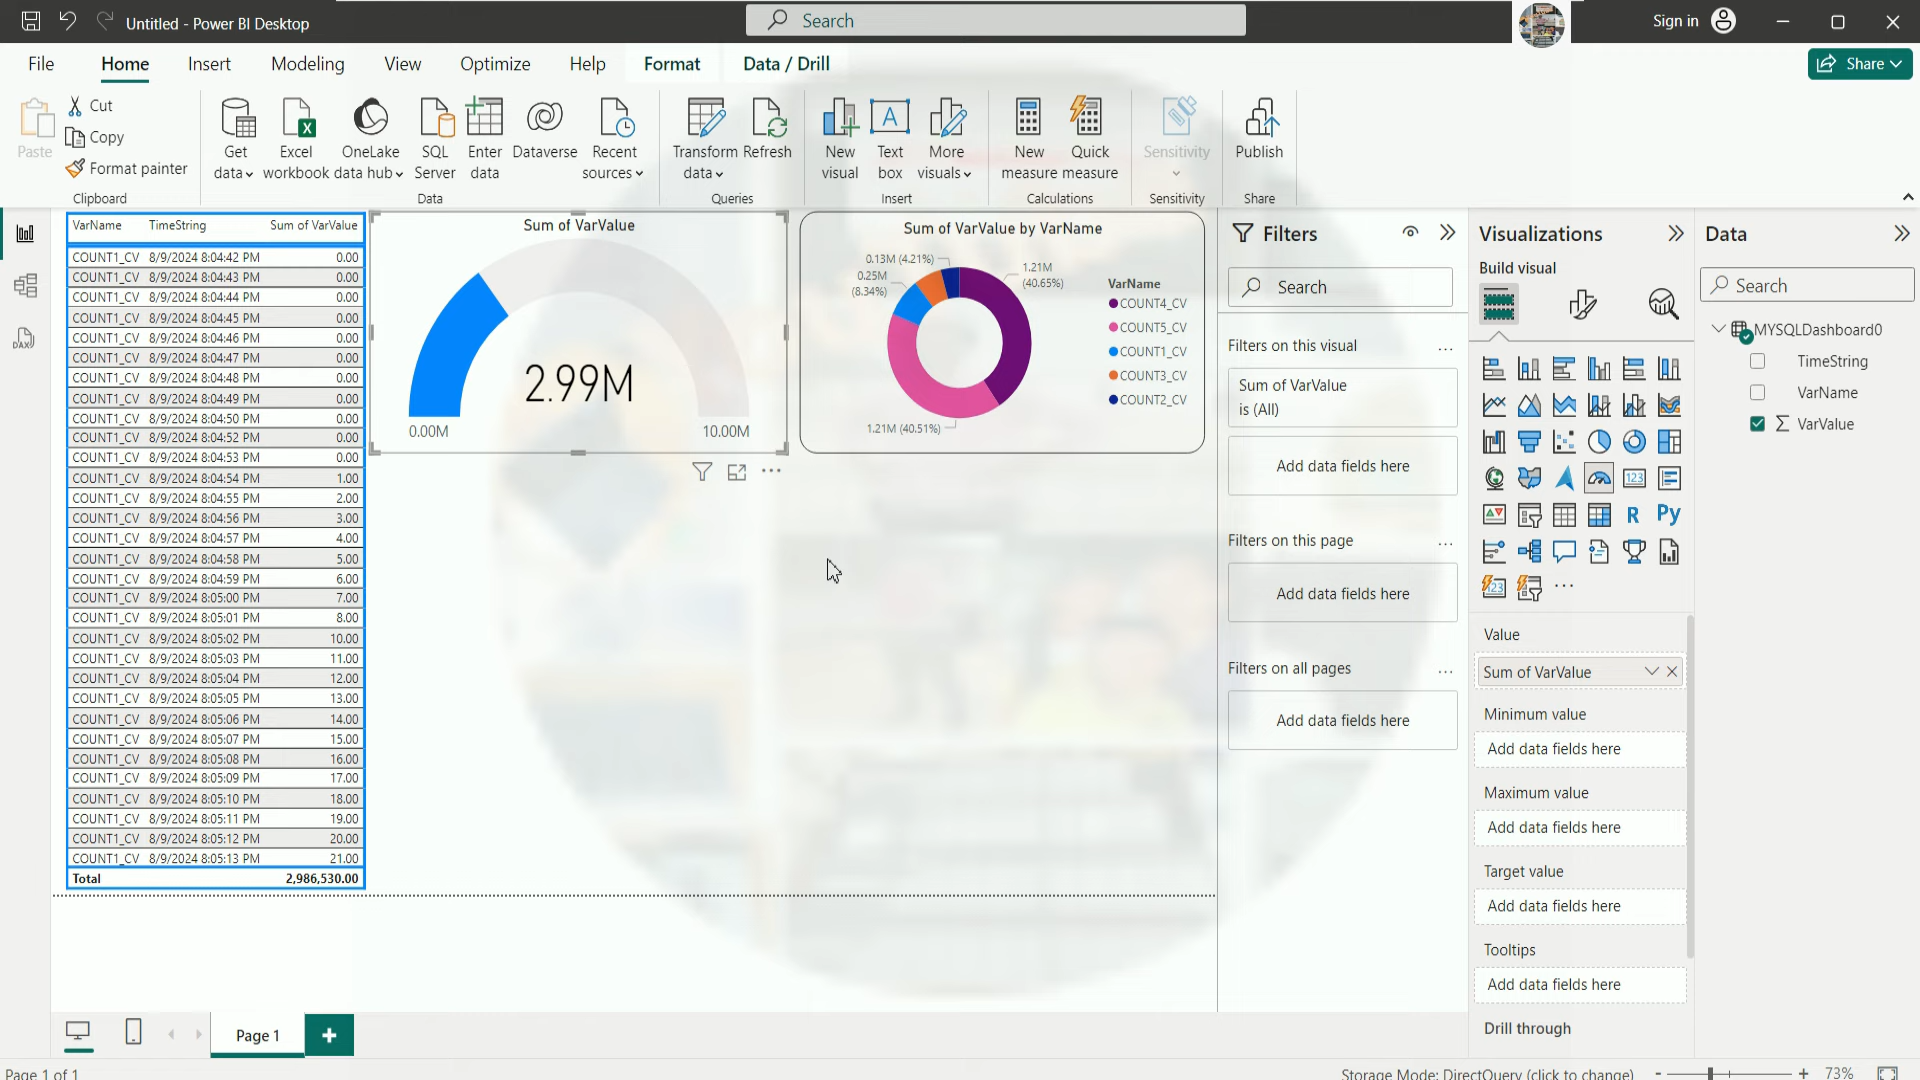 Untitled - Power BI Desktop
Search
Sign in
File Home Insert Modeling View Optimize Help Format Data / Drill
Share
Paste
Cut
Copy
Format painter
Clipboard
Get data
Excel workbook
OneLake data hub
SQL Server
Enter data
Dataverse
Recent sources
Data
Transform data
Refresh
Queries
New visual
Text box
More visuals
Insert
New measure
Quick measure
Calculations
Sensitivity
Sensitivity
Publish
Share
VarName TimeString Sum of VarValue
COUNT1_CV 8/9/2024 8:04:42 PM 0.00
COUNT1_CV 8/9/2024 8:04:43 PM 0.00
COUNT1_CV 8/9/2024 8:04:44 PM 0.00
COUNT1_CV 8/9/2024 8:04:45 PM 0.00
COUNT1_CV 8/9/2024 8:04:46 PM 0.00
COUNT1_CV 8/9/2024 8:04:47 PM 0.00
COUNT1_CV 8/9/2024 8:04:48 PM 0.00
COUNT1_CV 8/9/2024 8:04:49 PM 0.00
COUNT1_CV 8/9/2024 8:04:50 PM 0.00
COUNT1_CV 8/9/2024 8:04:52 PM 0.00
COUNT1_CV 8/9/2024 8:04:53 PM 0.00
COUNT1_CV 8/9/2024 8:04:54 PM 1.00
COUNT1_CV 8/9/2024 8:04:55 PM 2.00
COUNT1_CV 8/9/2024 8:04:56 PM 3.00
COUNT1_CV 8/9/2024 8:04:57 PM 4.00
COUNT1_CV 8/9/2024 8:04:58 PM 5.00
COUNT1_CV 8/9/2024 8:04:59 PM 6.00
COUNT1_CV 8/9/2024 8:05:00 PM 7.00
COUNT1_CV 8/9/2024 8:05:01 PM 8.00
COUNT1_CV 8/9/2024 8:05:02 PM 10.00
COUNT1_CV 8/9/2024 8:05:03 PM 11.00
COUNT1_CV 8/9/2024 8:05:04 PM 12.00
COUNT1_CV 8/9/2024 8:05:05 PM 13.00
COUNT1_CV 8/9/2024 8:05:06 PM 14.00
COUNT1_CV 8/9/2024 8:05:07 PM 15.00
COUNT1_CV 8/9/2024 8:05:08 PM 16.00
COUNT1_CV 8/9/2024 8:05:09 PM 17.00
COUNT1_CV 8/9/2024 8:05:10 PM 18.00
COUNT1_CV 8/9/2024 8:05:11 PM 19.00
COUNT1_CV 8/9/2024 8:05:12 PM 20.00
COUNT1_CV 8/9/2024 8:05:13 PM 21.00
Total 2,986,530.00
Sum of VarValue
2.99M
0.00M 10.00M
Sum of VarValue by VarName
0.13M (4.21%)
0.25M
(8.34%)
1.21M
(40.65%)
1.21M (40.51%)
VarName
COUNT4_CV
COUNT5_CV
COUNT1_CV
COUNT3_CV
COUNT2_CV
Filters
Search
Filters on this visual ...
Sum of VarValue
is (All)
Add data fields here
Filters on this page ...
Add data fields here
Filters on all pages ...
Add data fields here
Visualizations
Build visual
123
R
Py
123
...
Value
Sum of VarValue
Minimum value
Add data fields here
Maximum value
Add data fields here
Target value
Add data fields here
Tooltips
Add data fields here
Drill through
Data
Search
MYSQLDashboard0
TimeString
VarName
Σ VarValue
DAX
Page 1
+
Page 1 of 1
Storage Mode: DirectQuery (click to change)
- + 73%